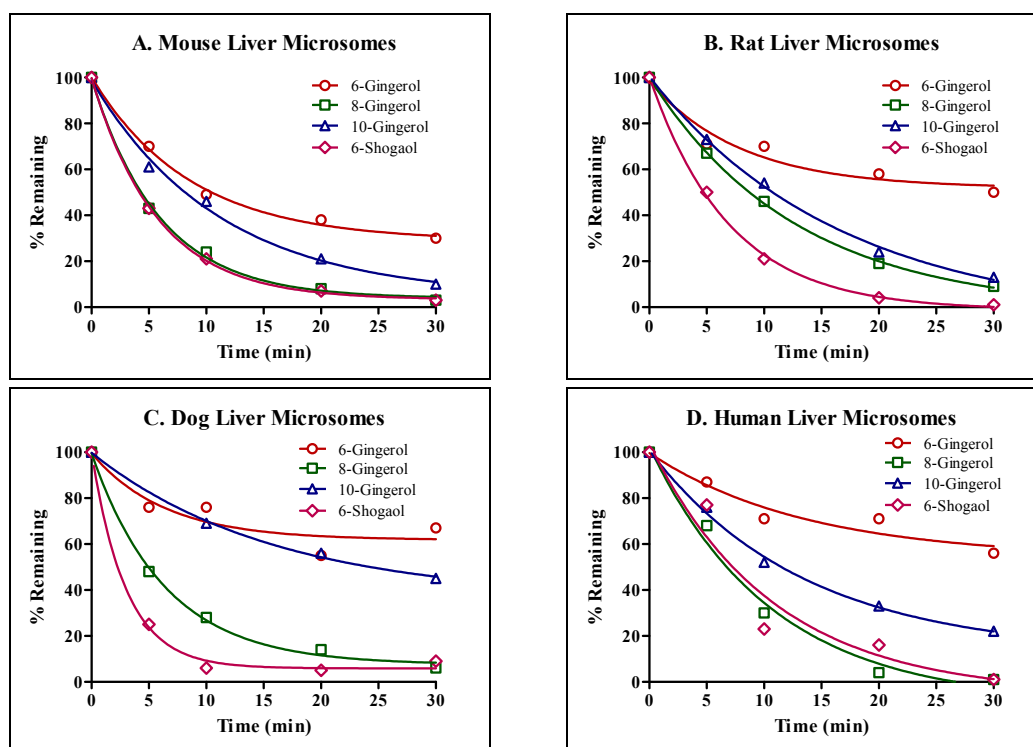 A. Mouse Liver Microsomes
100
80
60
40
20
0
% Remaining
6-Gingerol
8-Gingerol
10-Gingerol
6-Shogaol
0 5 10 15 20 25 30
Time (min)
B. Rat Liver Microsomes
100
80
60
40
20
0
% Remaining
6-Gingerol
8-Gingerol
10-Gingerol
6-Shogaol
0 5 10 15 20 25 30
Time (min)
C. Dog Liver Microsomes
100
80
60
40
20
0
% Remaining
6-Gingerol
8-Gingerol
10-Gingerol
6-Shogaol
0 5 10 15 20 25 30
Time (min)
D. Human Liver Microsomes
100
80
60
40
20
0
% Remaining
6-Gingerol
8-Gingerol
10-Gingerol
6-Shogaol
0 5 10 15 20 25 30
Time (min)